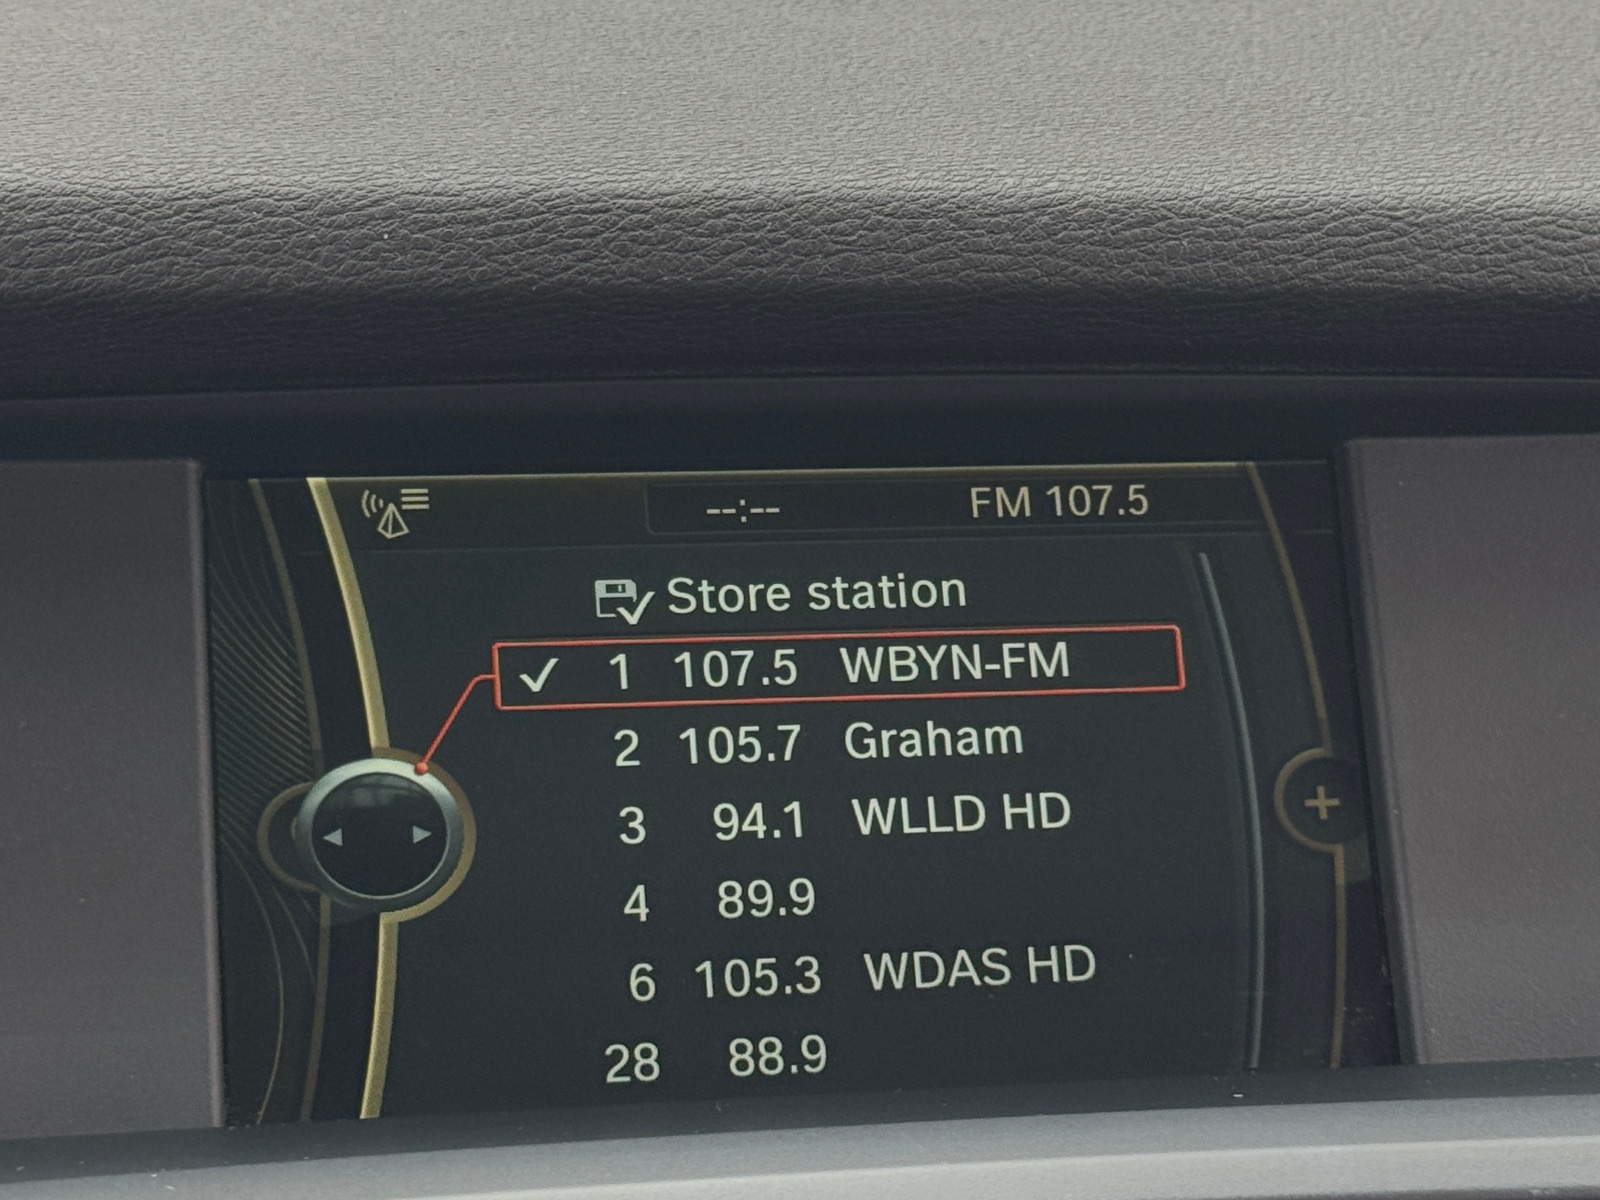 --:-- FM 107.5
Store station
1 107.5 WBYN-FM
2 105.7 Graham
3 94.1 WLLD HD
4 89.9
6 105.3 WDAS HD
28 88.9